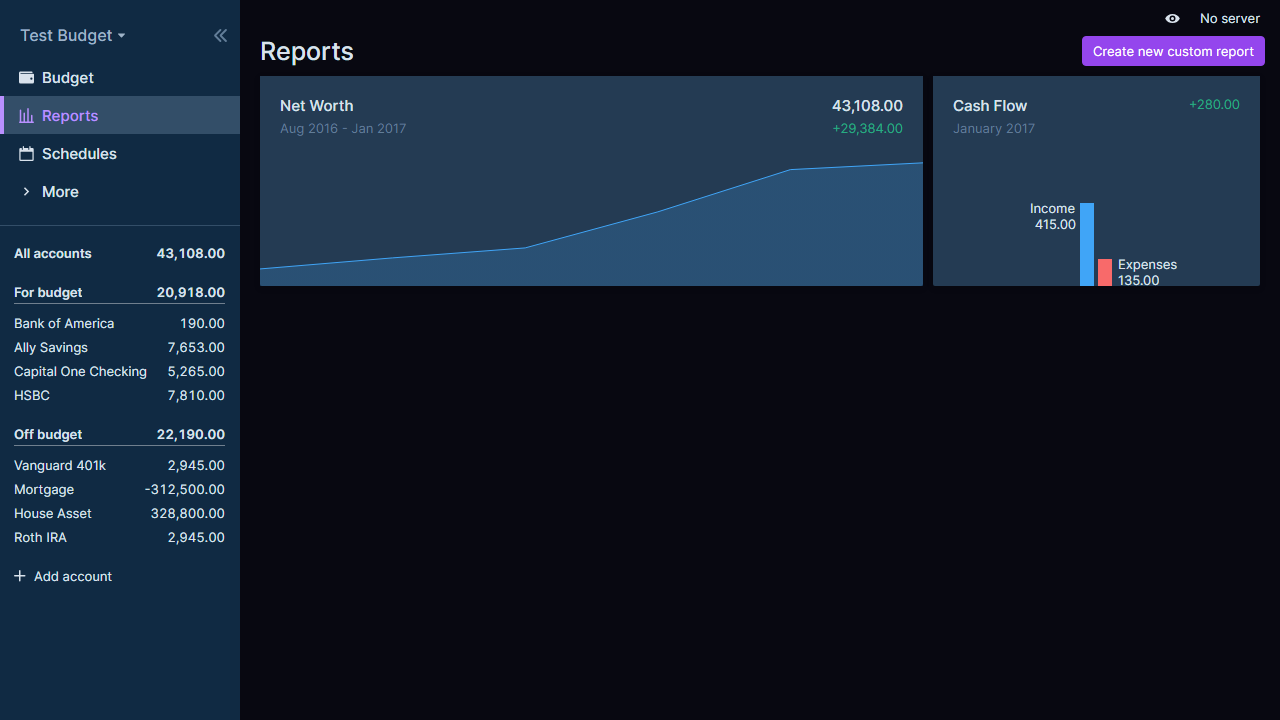 Test Budget
Budget
Reports
Schedules
More
All accounts 43,108.00
For budget 20,918.00
Bank of America 190.00
Ally Savings 7,653.00
Capital One Checking 5,265.00
HSBC 7,810.00
Off budget 22,190.00
Vanguard 401k 2,945.00
Mortgage -312,500.00
House Asset 328,800.00
Roth IRA 2,945.00
Add account
No server
Reports
Create new custom report
Net Worth 43,108.00
Aug 2016 - Jan 2017 +29,384.00
Cash Flow +280.00
January 2017
Income
415.00
Expenses
135.00